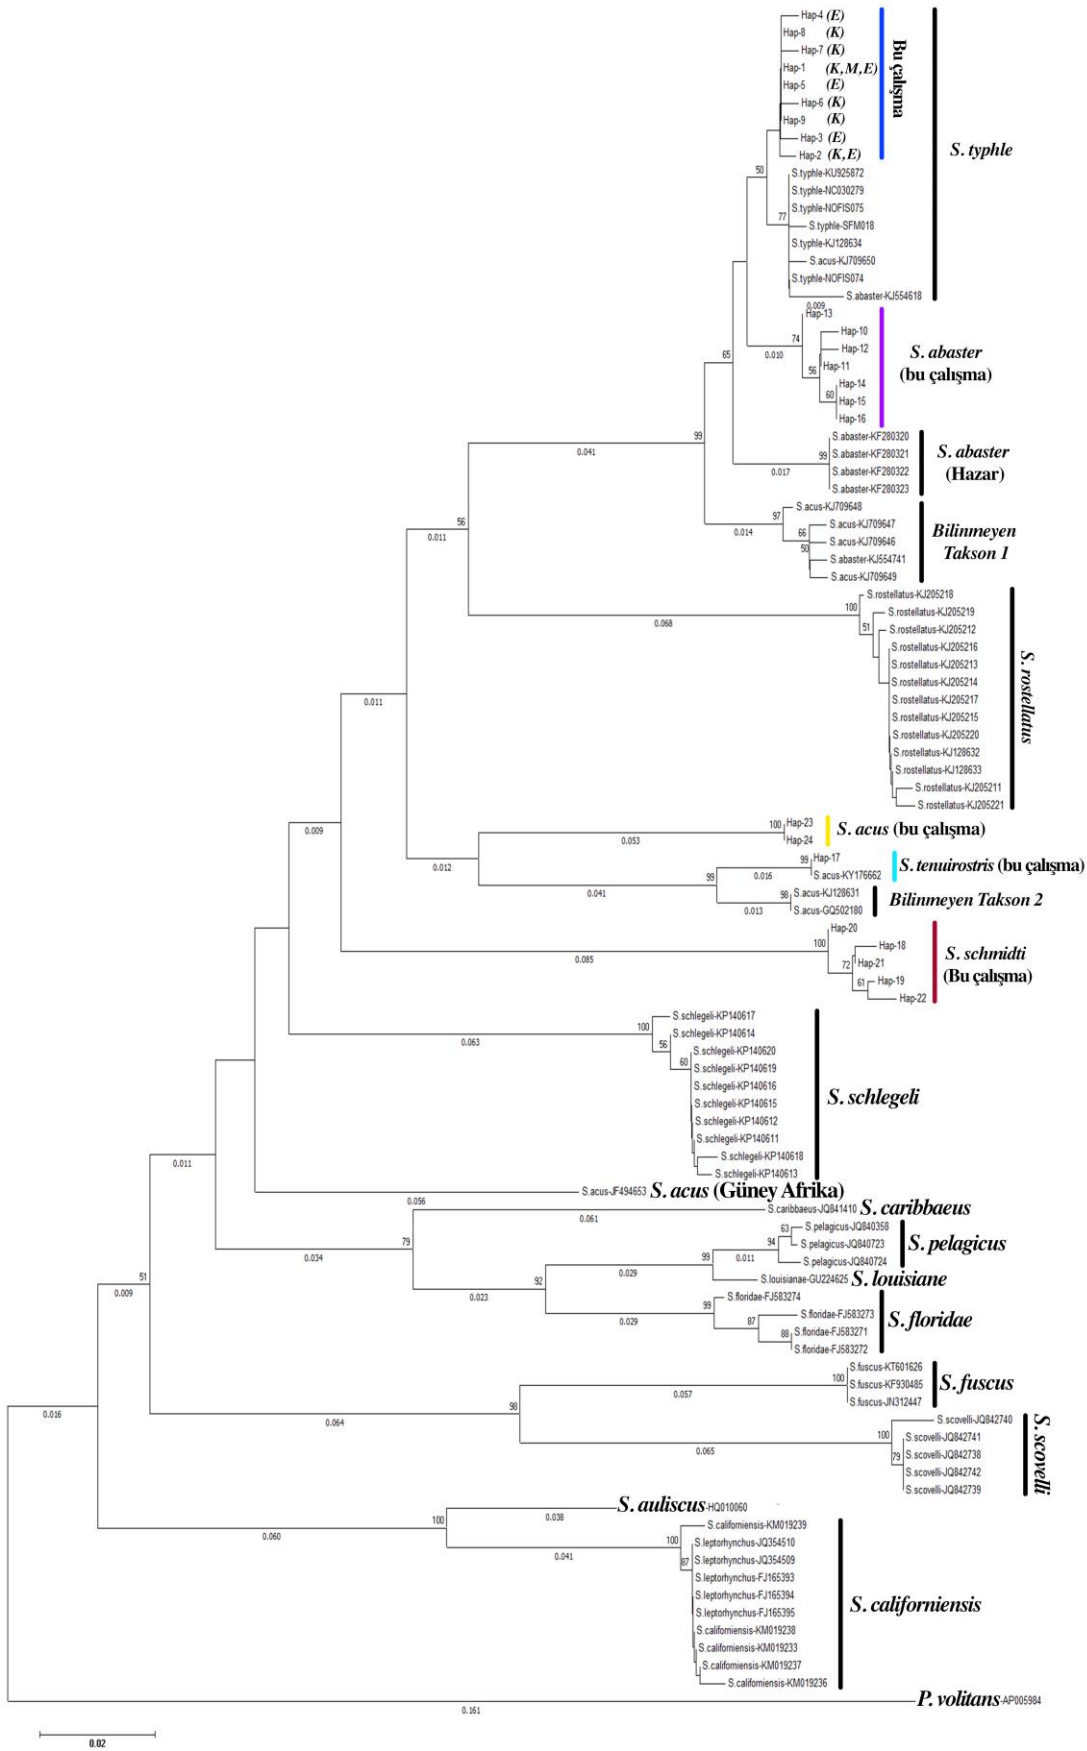 Hap-4 (E)
Hap-8 (K)
Hap-7 (K)
Hap-1 (K,M,E)
Hap-5 (E)
Hap-6 (K)
Hap-9 (K)
Hap-3 (E)
Hap-2 (K,E)
Bu çalışma
S. typhle
50
S.typhle-KU925872
S.typhle-NC030279
S.typhle-NOFIS075
77
S.typhle-SFM018
S.typhle-KJ128634
S.acus-KJ709650
S.typhle-NOFIS074
S.abaster-KJ554618
0.009
Hap-13
74
Hap-10
Hap-12
Hap-11
0.010
56
Hap-14
60
Hap-15
Hap-16
S. abaster
(bu çalışma)
65
S.abaster-KF280320
99
S.abaster-KF280321
S.abaster-KF280322
0.017
S.abaster-KF280323
S. abaster
(Hazar)
99
0.041
S.acus-KJ709648
97
S.acus-KJ709647
0.014
66
S.acus-KJ709646
50
S.abaster-KJ554741
S.acus-KJ709649
Bilinmeyen
Takson 1
56
0.011
S.rostellatus-KJ205218
100
S.rostellatus-KJ205219
0.068
51
S.rostellatus-KJ205212
S.rostellatus-KJ205216
S.rostellatus-KJ205213
S.rostellatus-KJ205214
S.rostellatus-KJ205217
S.rostellatus-KJ205215
S.rostellatus-KJ205220
S.rostellatus-KJ128632
S.rostellatus-KJ128633
S.rostellatus-KJ205211
S.rostellatus-KJ205221
S. rostellatus
0.011
0.009
100
Hap-23
Hap-24
0.053
S. acus (bu çalışma)
0.012
99
Hap-17
0.016
S.acus-KY176662
S. tenuirostris (bu çalışma)
99
0.041
98
S.acus-KJ128631
0.013
S.acus-GQ502180
Bilinmeyen Takson 2
Hap-20
100
Hap-18
0.085
72
Hap-21
61
Hap-19
Hap-22
S. schmidti
(Bu çalışma)
S.schlegeli-KP140617
100
S.schlegeli-KP140614
0.063
56
S.schlegeli-KP140620
60
S.schlegeli-KP140619
S.schlegeli-KP140616
S.schlegeli-KP140615
S.schlegeli-KP140612
S.schlegeli-KP140611
S.schlegeli-KP140618
S.schlegeli-KP140613
S. schlegeli
0.011
S.acus-JF494653 S. acus (Güney Afrika)
0.056
S.caribbaeus-JQ841410 S. caribbaeus
0.061
79
0.034
63
S.pelagicus-JQ840358
94
S.pelagicus-JQ840723
0.011
S.pelagicus-JQ840724
S. pelagicus
99
0.029
S.louisianae-GU224625 S. louisiane
92
0.023
S.floridae-FJ583274
99
S.floridae-FJ583273
0.029
87
88
S.floridae-FJ583271
S.floridae-FJ583272
S. floridae
51
0.009
S.fuscus-KT601626
100
S.fuscus-KF930485
0.057
S.fuscus-JN312447
S. fuscus
98
0.064
S.scovelli-JQ842740
100
S.scovelli-JQ842741
0.065
79
S.scovelli-JQ842738
S.scovelli-JQ842742
S.scovelli-JQ842739
S. scovelli
0.016
S. auliscus-HQ010060
0.038
100
0.060
S.californiensis-KM019239
100
S.leptorhynchus-JQ354510
0.041
87
S.leptorhynchus-JQ354509
S.leptorhynchus-FJ165393
S.leptorhynchus-FJ165394
S.leptorhynchus-FJ165395
S.californiensis-KM019238
S.californiensis-KM019233
S.californiensis-KM019237
S.californiensis-KM019236
S. californiensis
P. volitans-AP005984
0.161
0.02